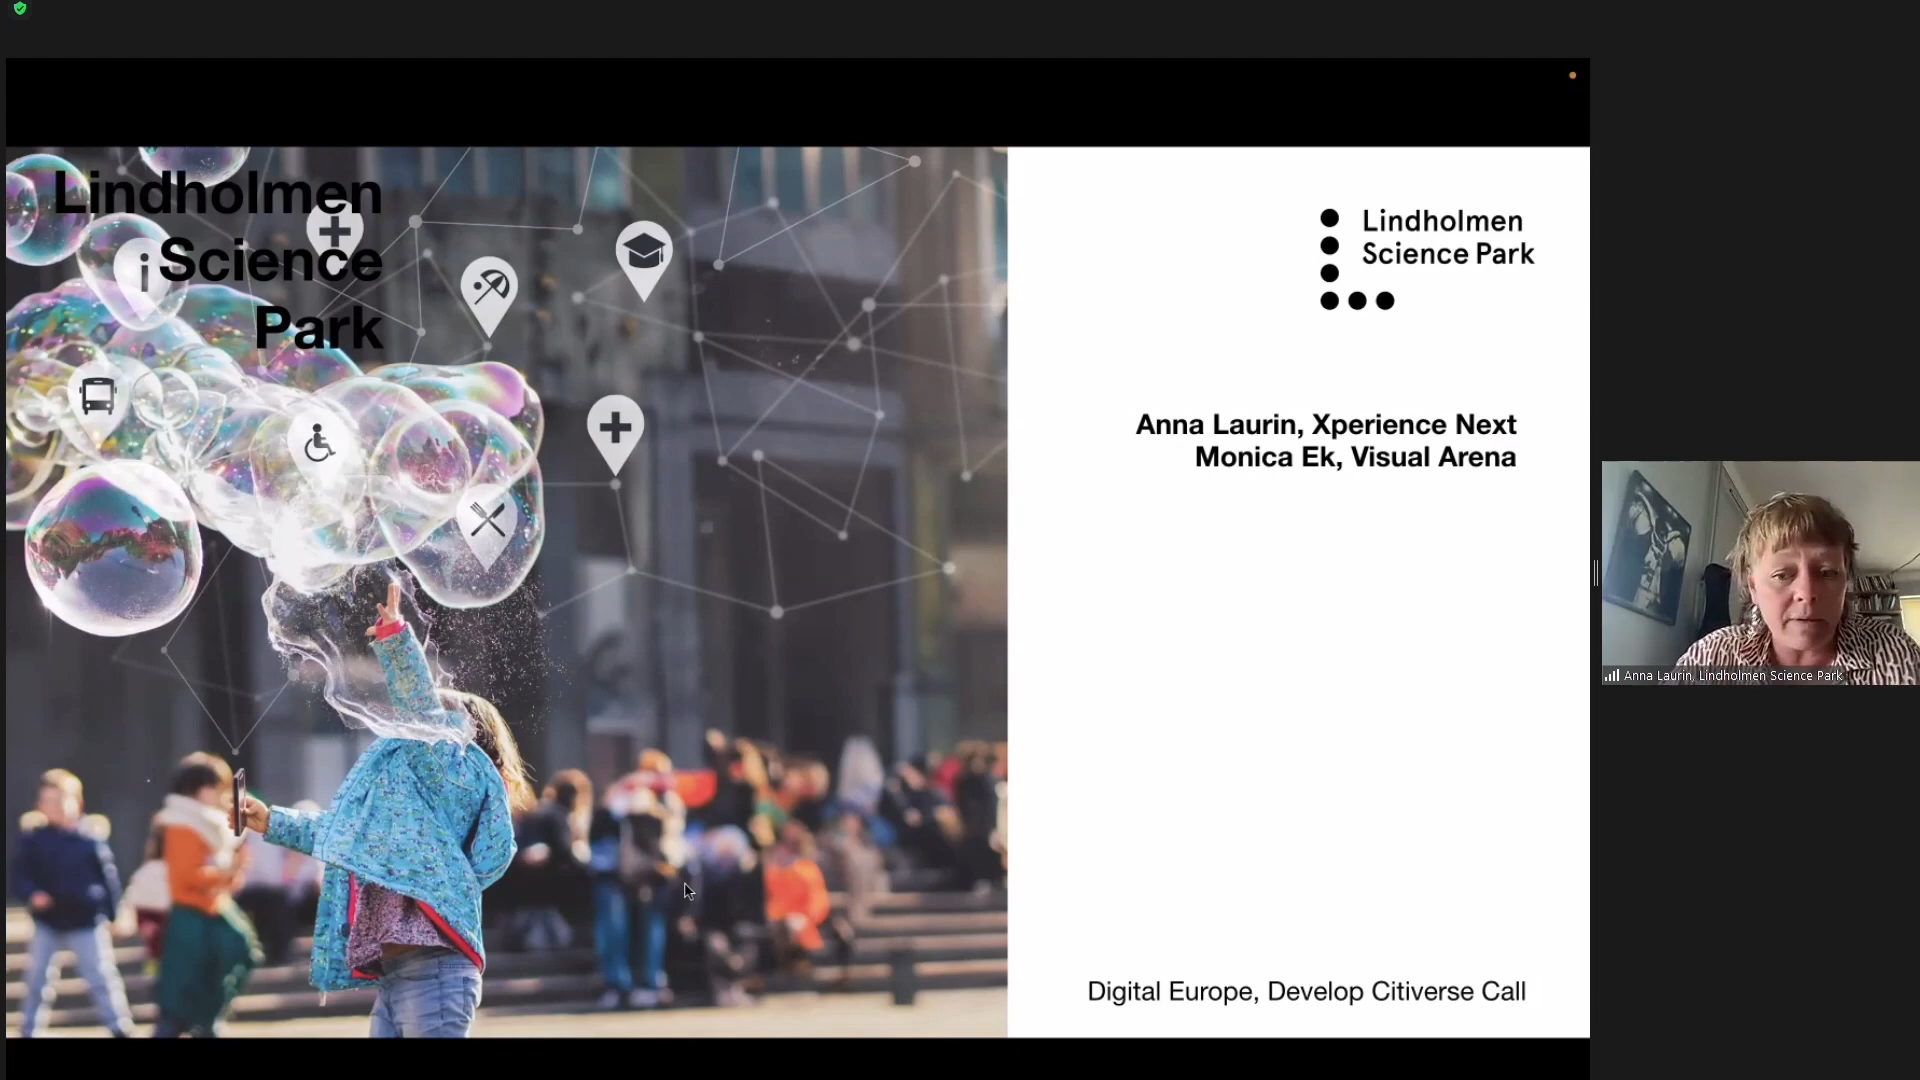 Lindholmen
Science
Park
Lindholmen
Science Park
Anna Laurin, Xperience Next
Monica Ek, Visual Arena
Digital Europe, Develop Citiverse Call
Anna Laurin, Lindholmen Science Park